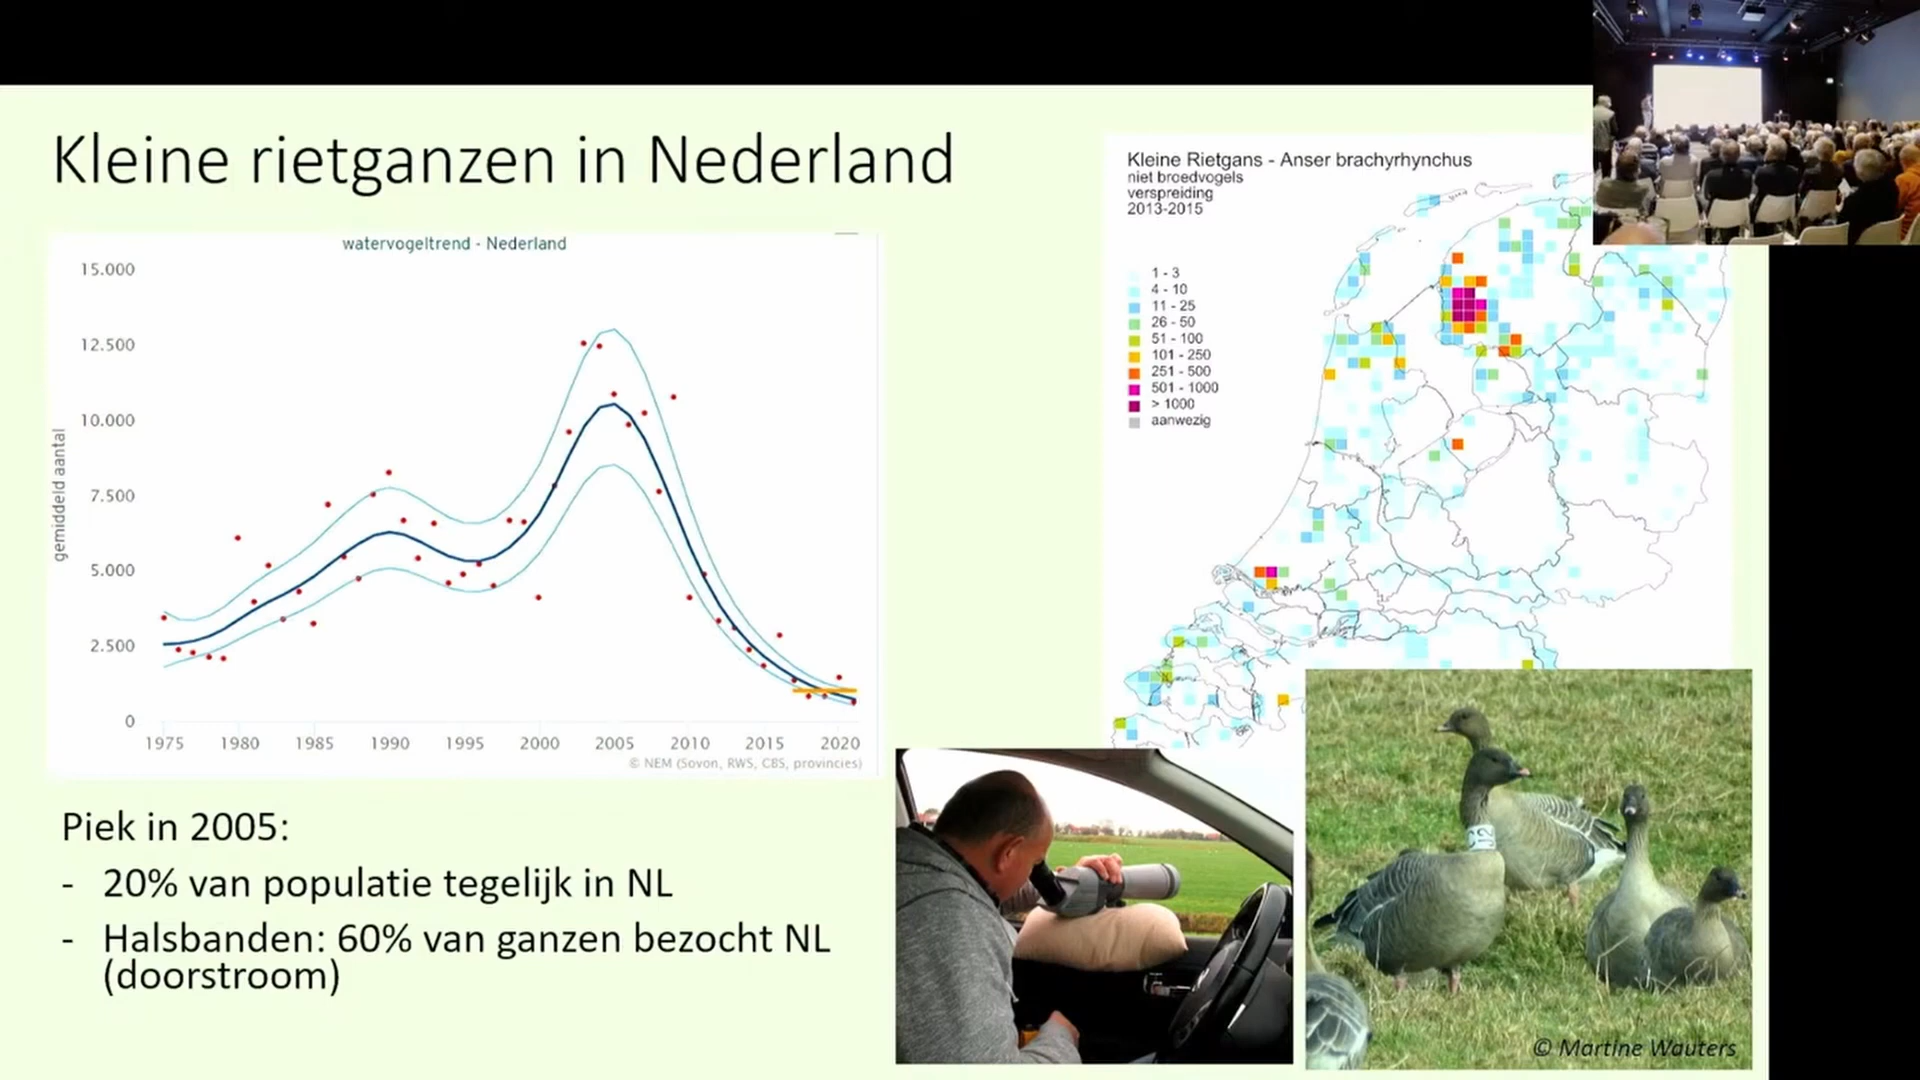 Kleine rietganzen in Nederland
watervogeltrend - Nederland
gemiddeld aantal
15.000
12.500
10.000
7.500
5.000
2.500
0
1975 1980 1985 1990 1995 2000 2005 2010 2015 2020
© NEM (Sovon, RWS, CBS, provincies)
Piek in 2005:
- 20% van populatie tegelijk in NL
- Halsbanden: 60% van ganzen bezocht NL
(doorstroom)
Kleine Rietgans - Anser brachyrhynchus
niet broedvogels
verspreiding
2013-2015
1 - 3
4 - 10
11 - 25
26 - 50
51 - 100
101 - 250
251 - 500
501 - 1000
> 1000
aanwezig
© Martine Wauters